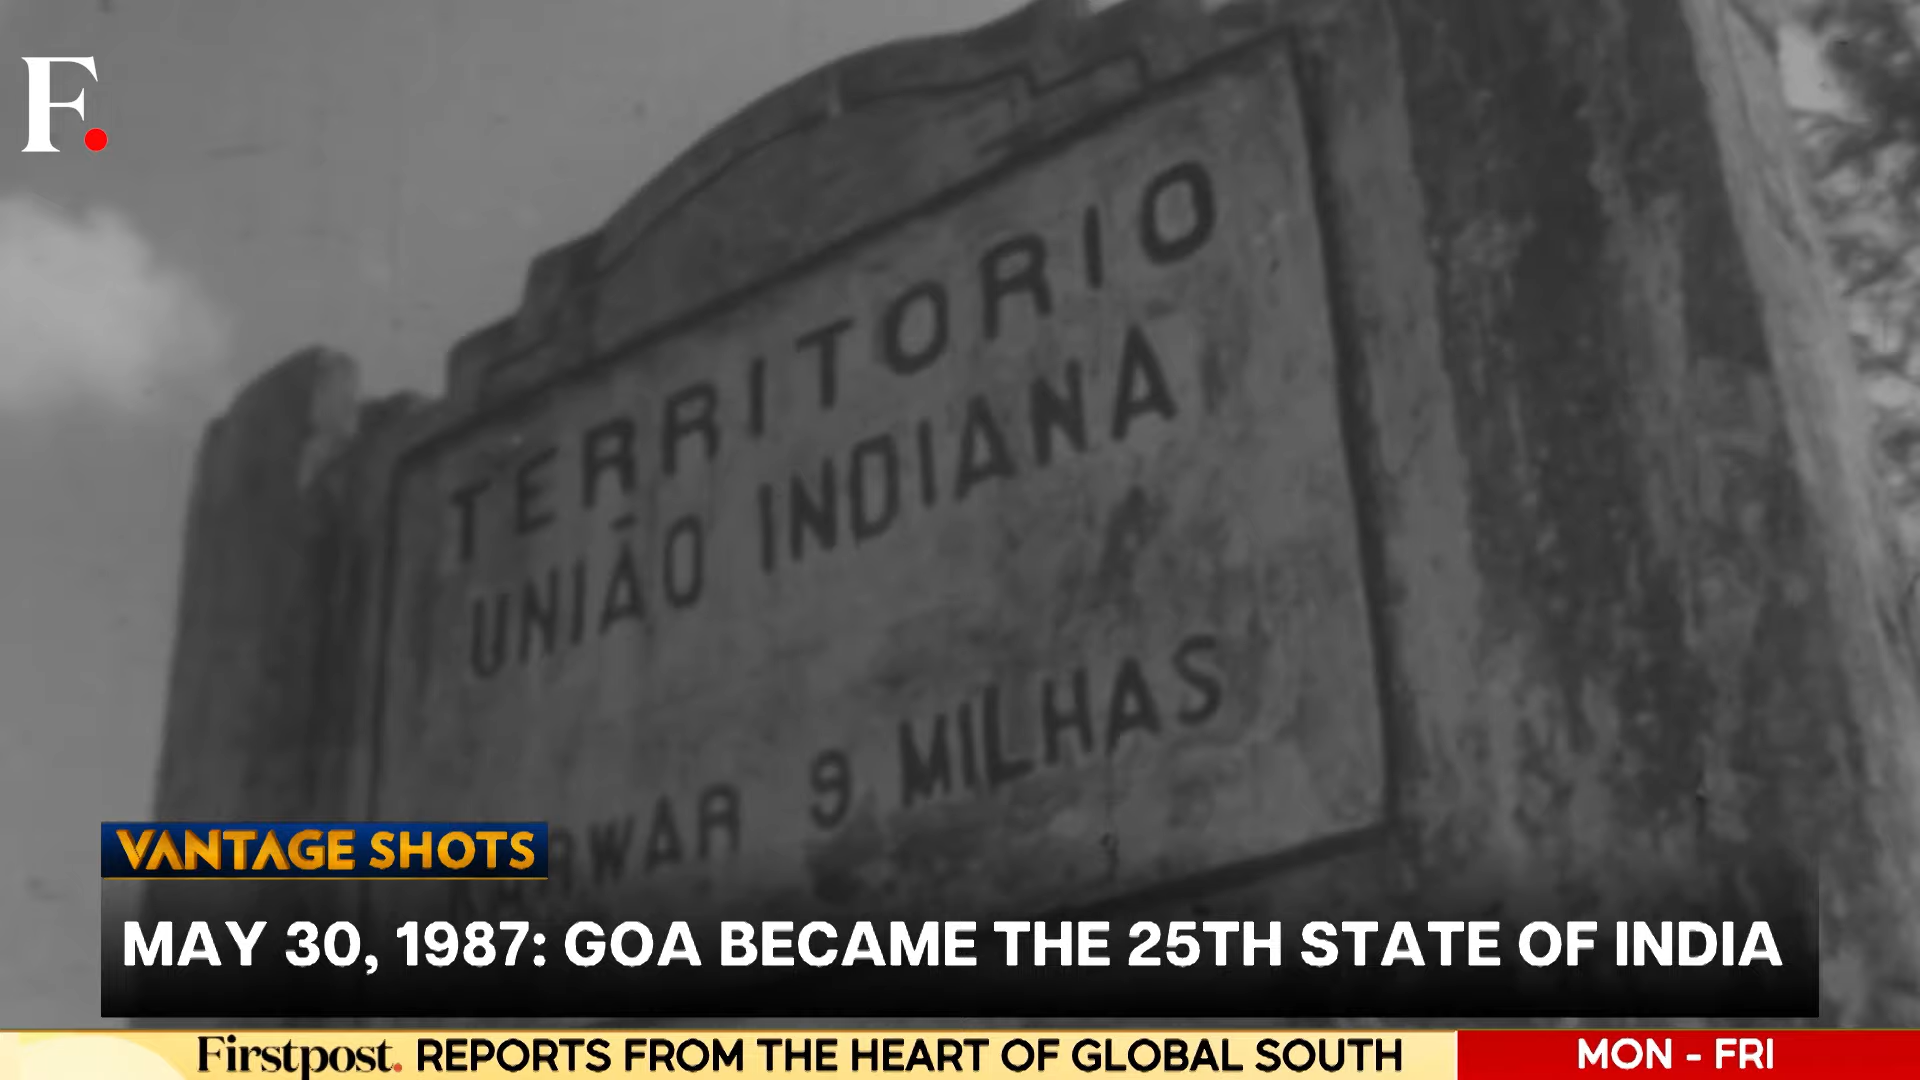 F.
TERRITORIO
UNIÃO INDIANA
9 MILHAS
VANTAGE SHOTS
MAY 30, 1987: GOA BECAME THE 25TH STATE OF INDIA
Firstpost. REPORTS FROM THE HEART OF GLOBAL SOUTH
MON - FRI